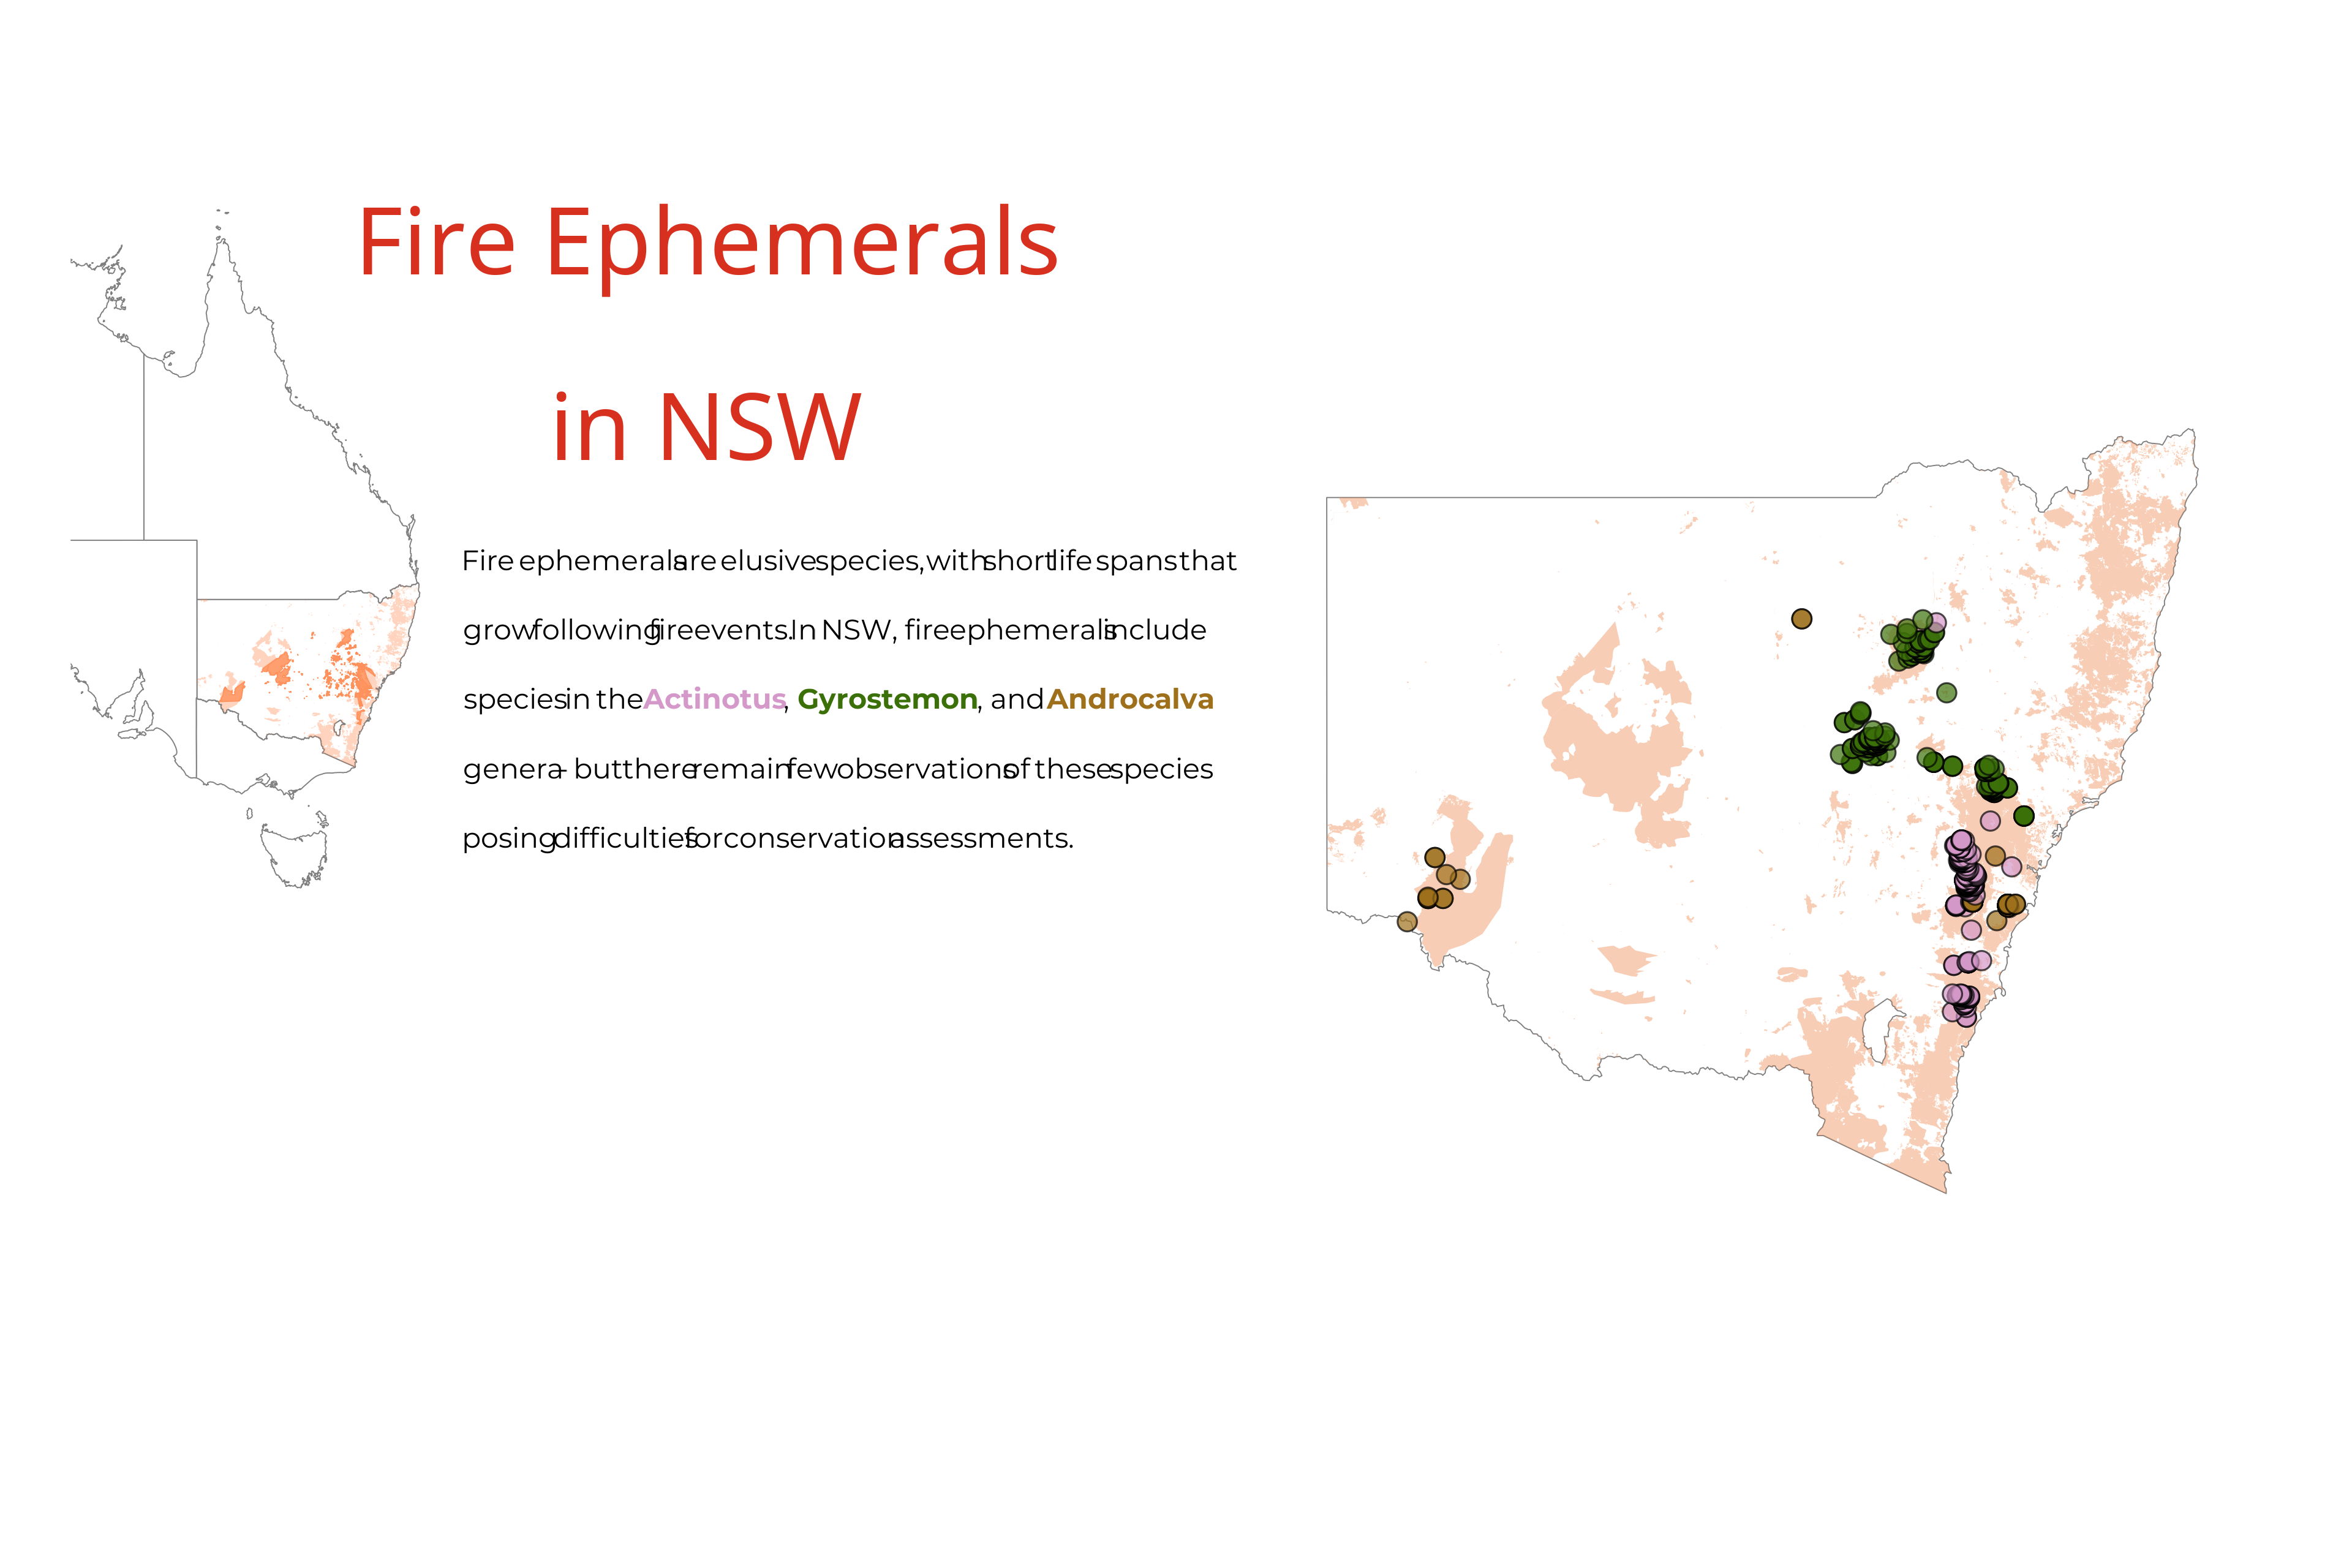 Fire Ephemerals
in NSW
Fire ephemerals are elusive species, with short life spans that
grow following fire events. In NSW, fire ephemerals include
species in the Actinotus, Gyrostemon, and Androcalva
genera - but there remain few observations of these species
posing difficulties for conservation assessments.